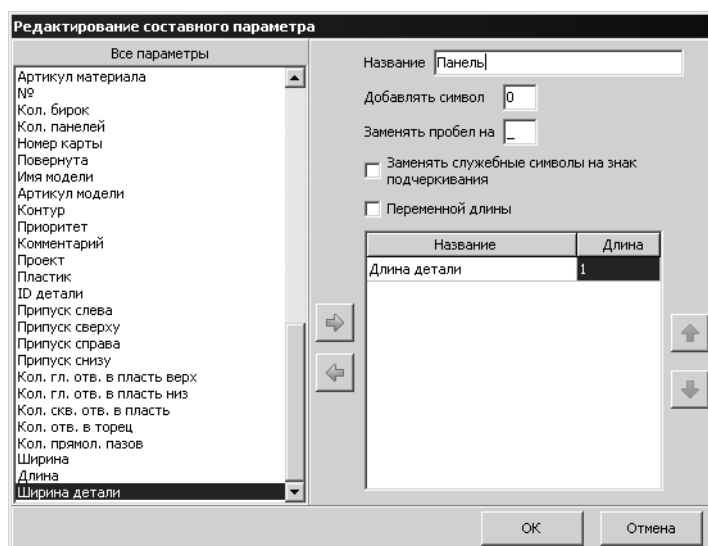 Редактирование составного параметра
Все параметры
Артикул материала
№
Кол. бирок
Кол. панелей
Номер карты
Повернута
Имя модели
Артикул модели
Контур
Приоритет
Комментарий
Проект
Пластик
ID детали
Припуск слева
Припуск сверху
Припуск справа
Припуск снизу
Кол. гл. отв. в пласть верх
Кол. гл. отв. в пласть низ
Кол. скв. отв. в пласть
Кол. отв. в торец
Кол. прямол. пазов
Ширина
Длина
Ширина детали
Название Панель
Добавлять символ 0
Заменять пробел на _
Заменять служебные символы на знак
подчеркивания
Переменной длины
Название Длина
Длина детали 1
ОК Отмена